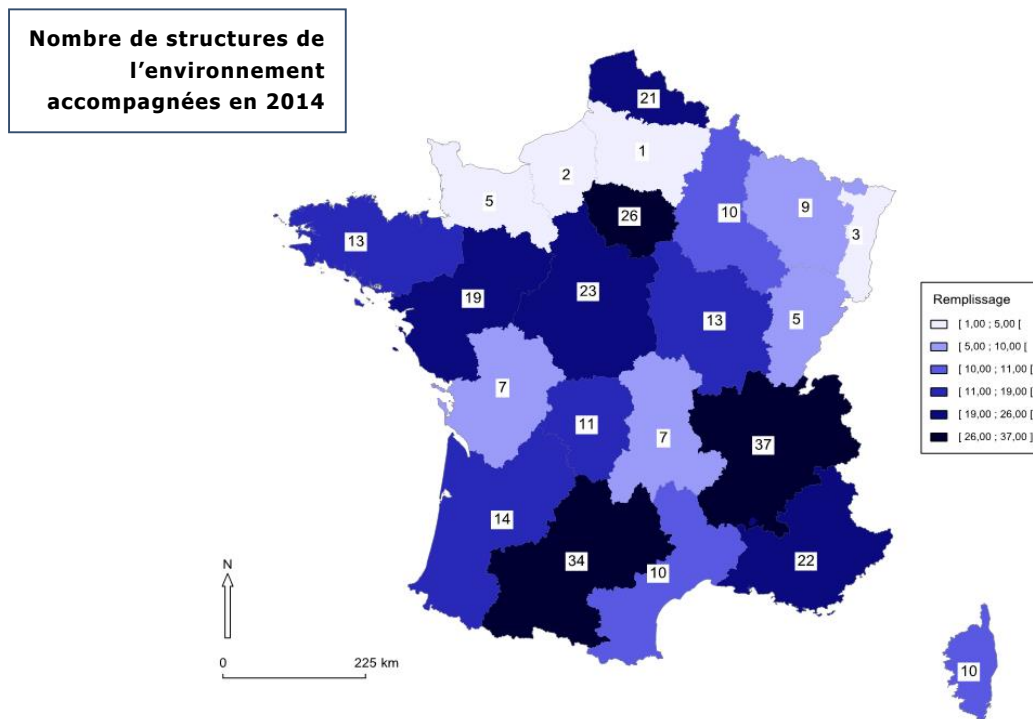 Nombre de structures de
l’environnement
accompagnées en 2014
21
1
2
5
26
10
9
3
13
19
23
13
5
7
11
7
37
14
34
10
22
10
Remplissage
[ 1,00 ; 5,00 [
[ 5,00 ; 10,00 [
[ 10,00 ; 11,00 [
[ 11,00 ; 19,00 [
[ 19,00 ; 26,00 [
[ 26,00 ; 37,00 ]
N
0 225 km